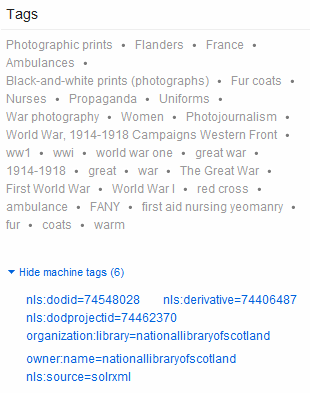 Tags
Photographic prints • Flanders • France •
Ambulances •
Black-and-white prints (photographs) • Fur coats •
Nurses • Propaganda • Uniforms •
War photography • Women • Photojournalism •
World War, 1914-1918 Campaigns Western Front •
ww1 • wwi • world war one • great war •
1914-1918 • great • war • The Great War •
First World War • World War I • red cross •
ambulance • FANY • first aid nursing yeomanry •
fur • coats • warm
Hide machine tags (6)
nls:dodid=74548028 nls:derivative=74406487
nls:dodprojectid=74462370
organization:library=nationallibraryofscotland
owner:name=nationallibraryofscotland
nls:source=solrxml